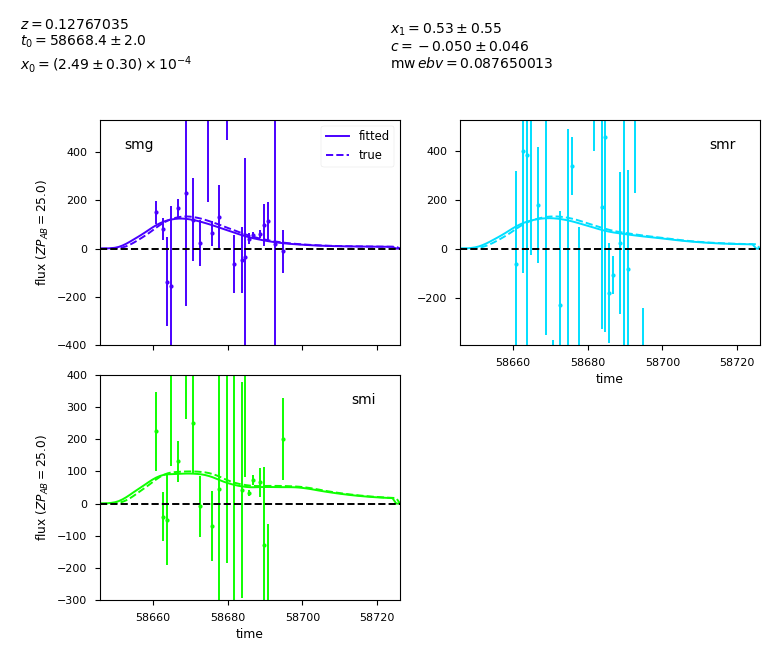 z = 0.12767035
t₀ = 58668.4 ± 2.0
x₀ = (2.49 ± 0.30) × 10⁻⁴
x₁ = 0.53 ± 0.55
c = −0.050 ± 0.046
mw ebv = 0.087650013
smg
fitted
true
400
200
0
−200
−400
flux (ZP_AB = 25.0)
smr
400
200
0
−200
58660 58680 58700 58720
time
smi
400
300
200
100
0
−100
−200
−300
flux (ZP_AB = 25.0)
58660 58680 58700 58720
time